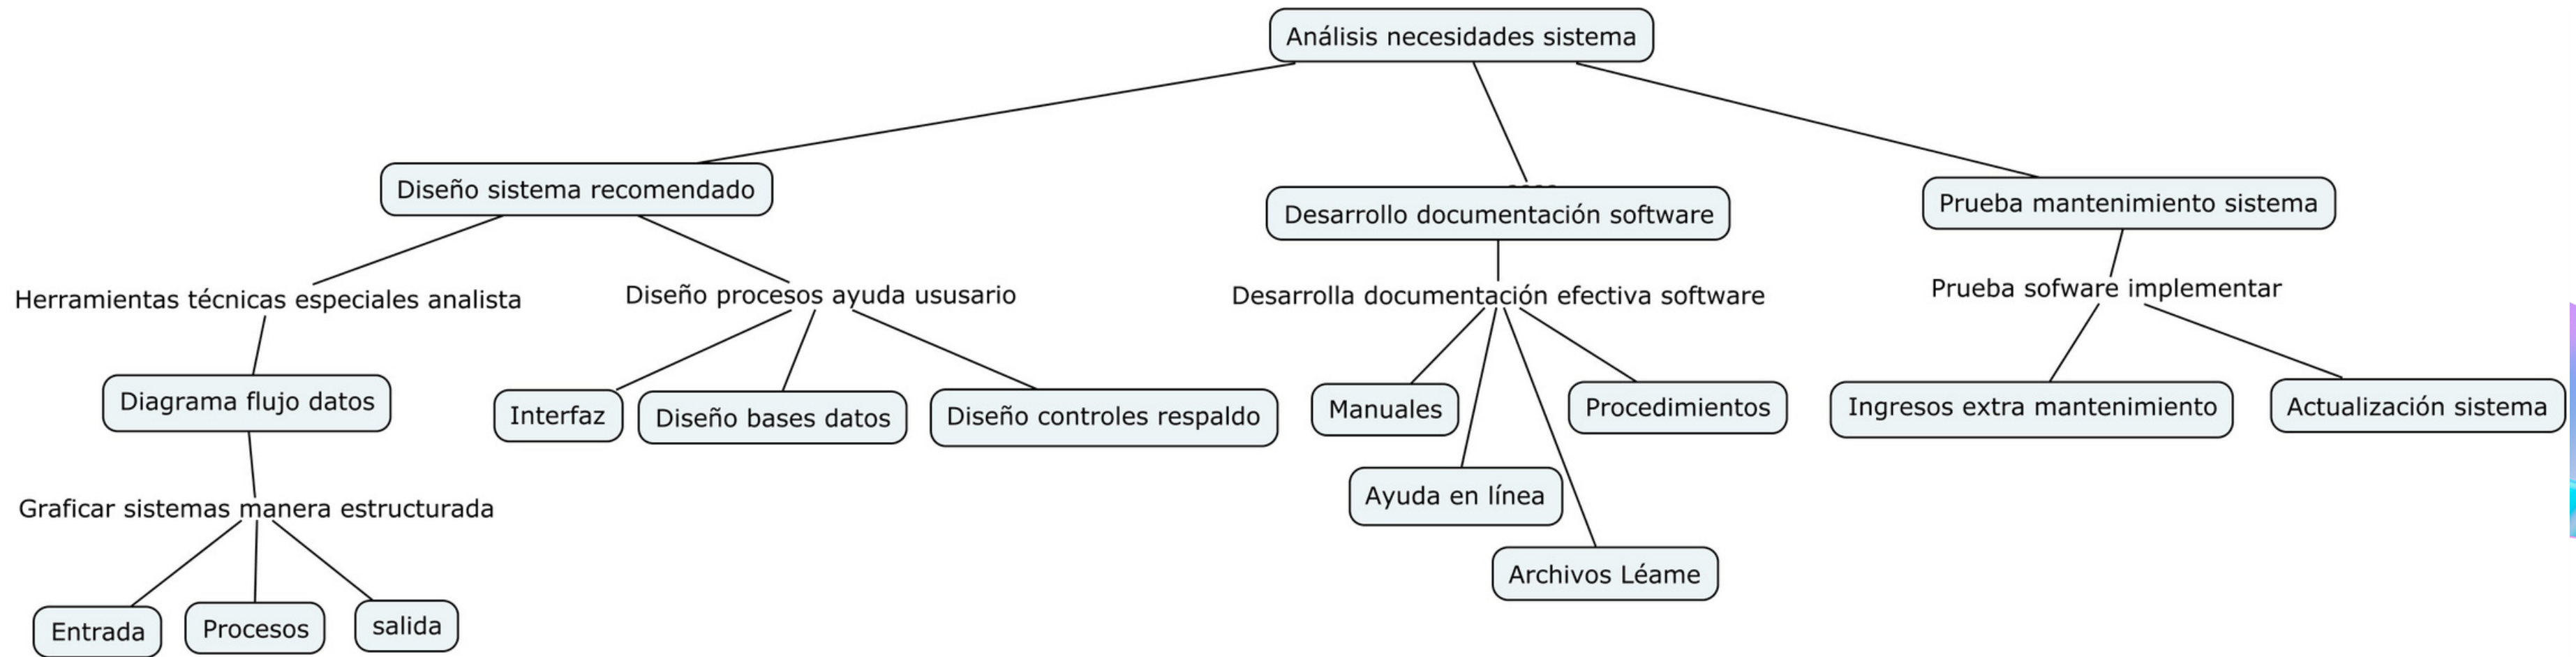 Análisis necesidades sistema
Diseño sistema recomendado
Desarrollo documentación software
Prueba mantenimiento sistema
Herramientas técnicas especiales analista
Diseño procesos ayuda ususario
Desarrolla documentación efectiva software
Prueba sofware implementar
Diagrama flujo datos
Interfaz
Diseño bases datos
Diseño controles respaldo
Manuales
Procedimientos
Ingresos extra mantenimiento
Actualización sistema
Ayuda en línea
Graficar sistemas manera estructurada
Archivos Léame
Entrada
Procesos
salida